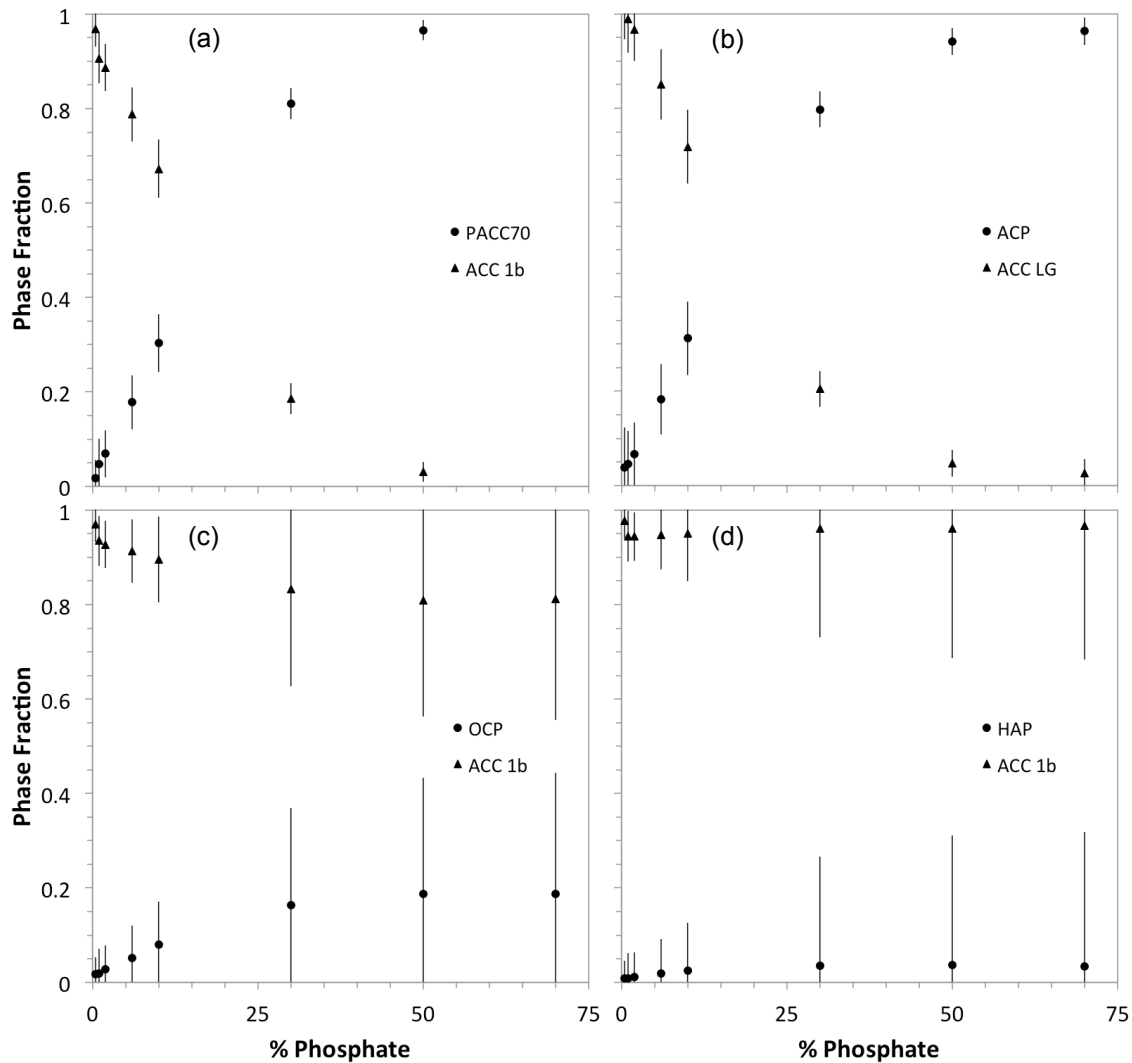 (a)
1
0.8
0.6
0.4
0.2
0
Phase Fraction
PACC70
ACC 1b
(b)
ACP
ACC LG
(c)
1
0.8
0.6
0.4
0.2
0
Phase Fraction
OCP
ACC 1b
0 25 50 75
% Phosphate
(d)
HAP
ACC 1b
0 25 50 75
% Phosphate